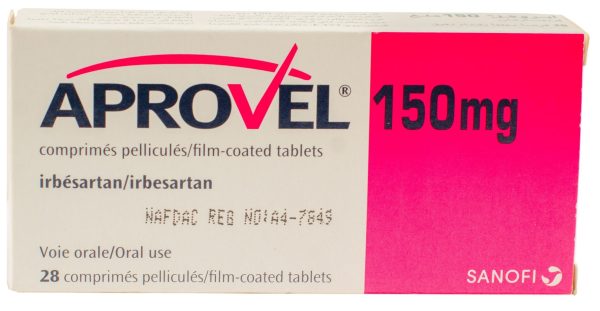 APROVEL® 150mg
comprimés pelliculés/film-coated tablets
irbésartan/irbesartan
NAFDAC REG NO:A4-7849
Voie orale/Oral use
28 comprimés pelliculés/film-coated tablets
SANOFI